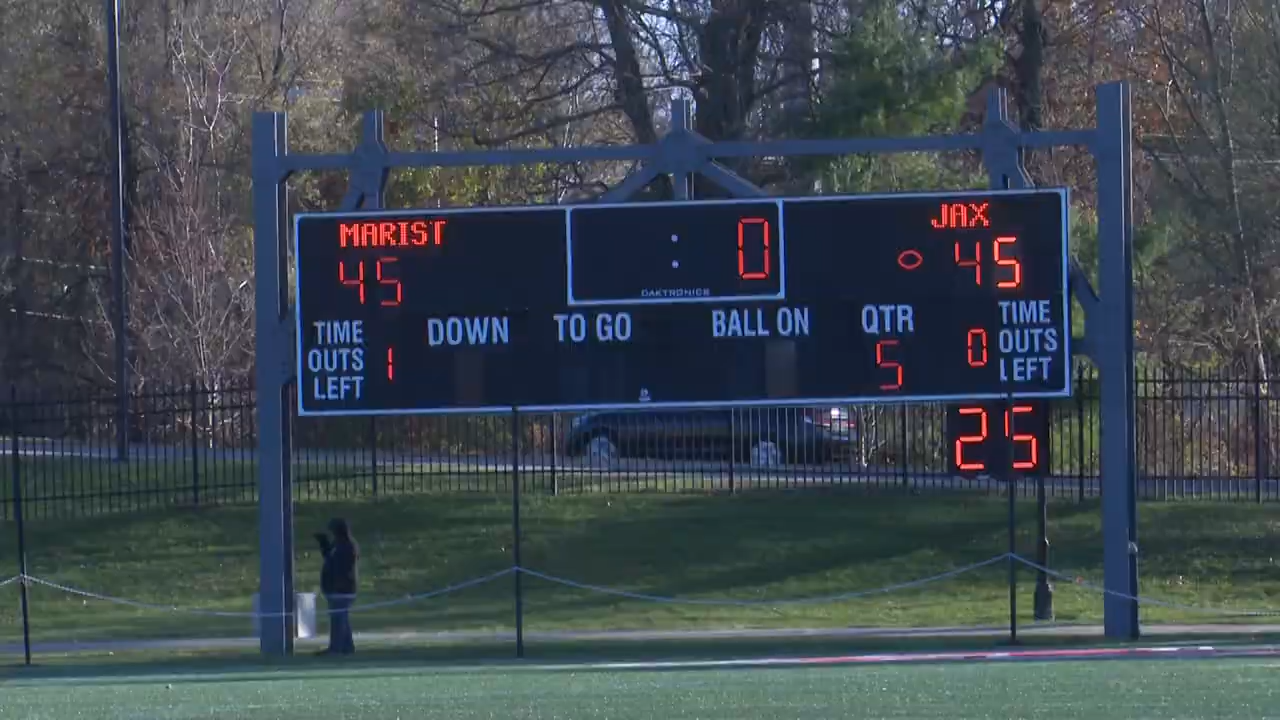 MARIST : 0 JAX
45 45
DAKTRONICS
TIME OUTS LEFT 1
DOWN TO GO BALL ON QTR 5
0 TIME OUTS LEFT
25